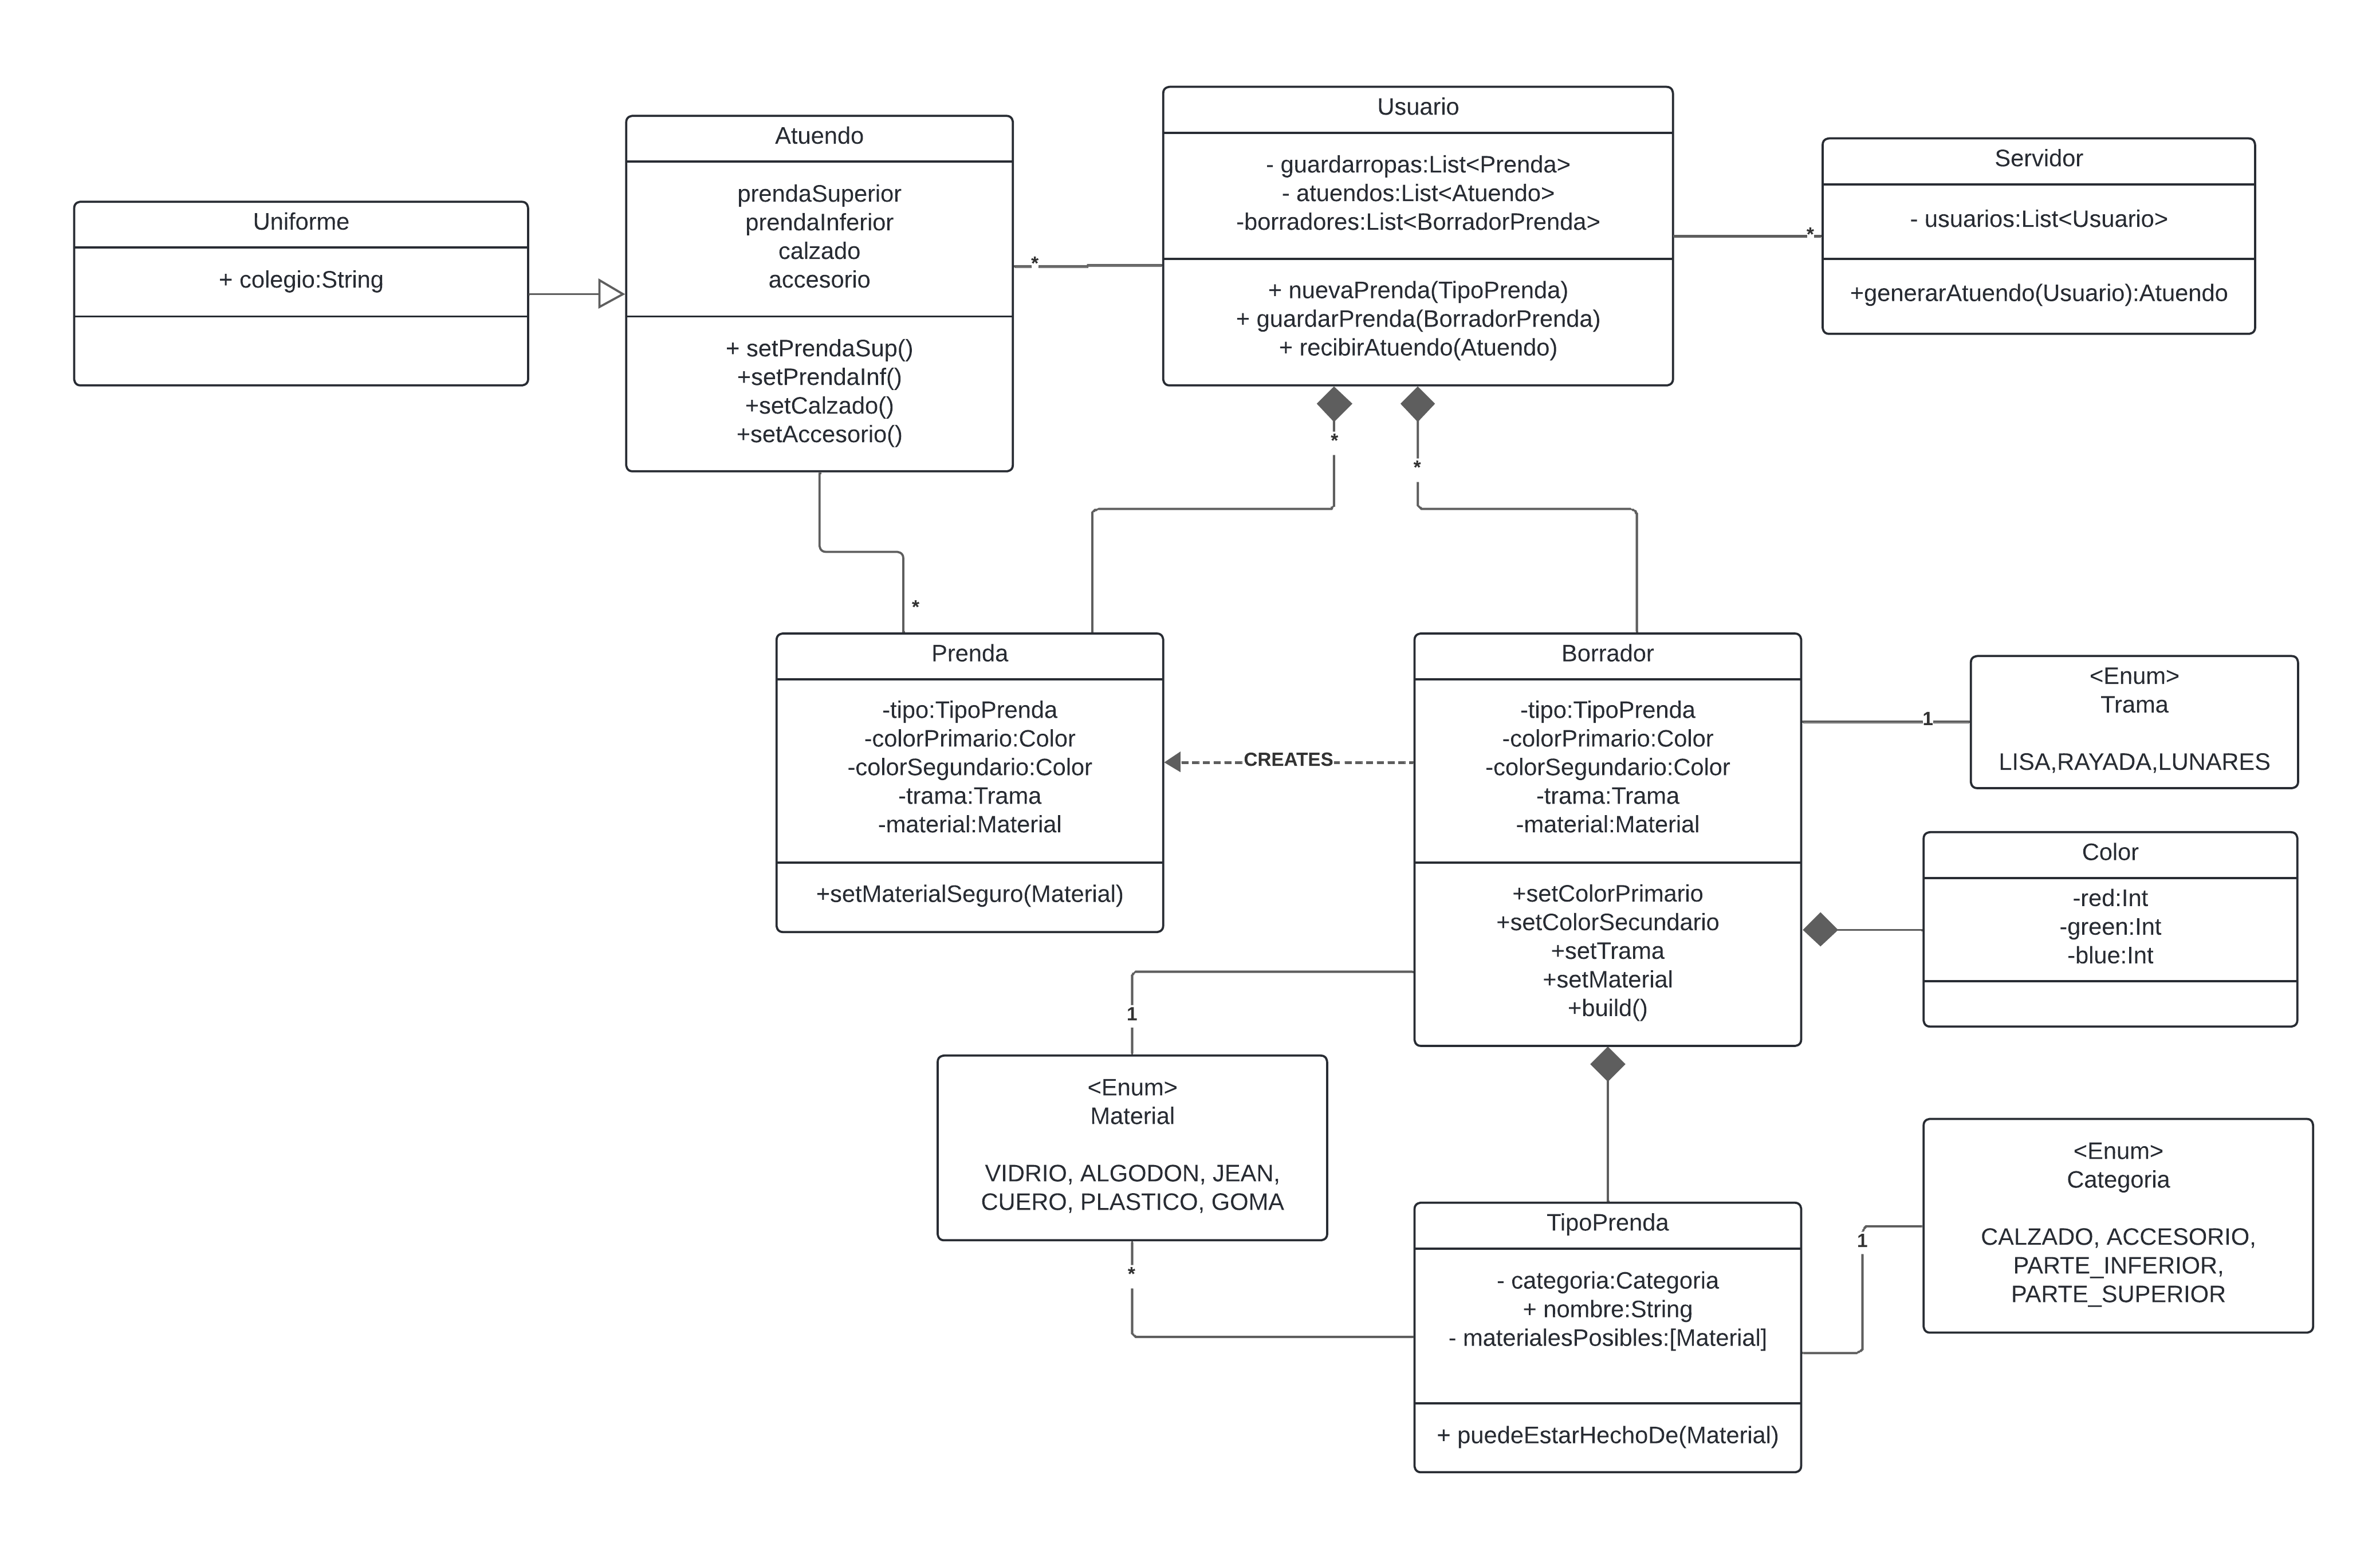 Uniforme
+ colegio:String
Atuendo
prendaSuperior
prendaInferior
calzado
accesorio
+ setPrendaSup()
+setPrendaInf()
+setCalzado()
+setAccesorio()
*
Usuario
- guardarropas:List<Prenda>
- atuendos:List<Atuendo>
-borradores:List<BorradorPrenda>
+ nuevaPrenda(TipoPrenda)
+ guardarPrenda(BorradorPrenda)
+ recibirAtuendo(Atuendo)
*
Servidor
- usuarios:List<Usuario>
+generarAtuendo(Usuario):Atuendo
*
*
*
Prenda
-tipo:TipoPrenda
-colorPrimario:Color
-colorSegundario:Color
-trama:Trama
-material:Material
+setMaterialSeguro(Material)
CREATES
Borrador
-tipo:TipoPrenda
-colorPrimario:Color
-colorSegundario:Color
-trama:Trama
-material:Material
+setColorPrimario
+setColorSecundario
+setTrama
+setMaterial
+build()
1
<Enum>
Trama
LISA,RAYADA,LUNARES
Color
-red:Int
-green:Int
-blue:Int
1
<Enum>
Material
VIDRIO, ALGODON, JEAN,
CUERO, PLASTICO, GOMA
*
TipoPrenda
- categoria:Categoria
+ nombre:String
- materialesPosibles:[Material]
+ puedeEstarHechoDe(Material)
1
<Enum>
Categoria
CALZADO, ACCESORIO,
PARTE_INFERIOR,
PARTE_SUPERIOR